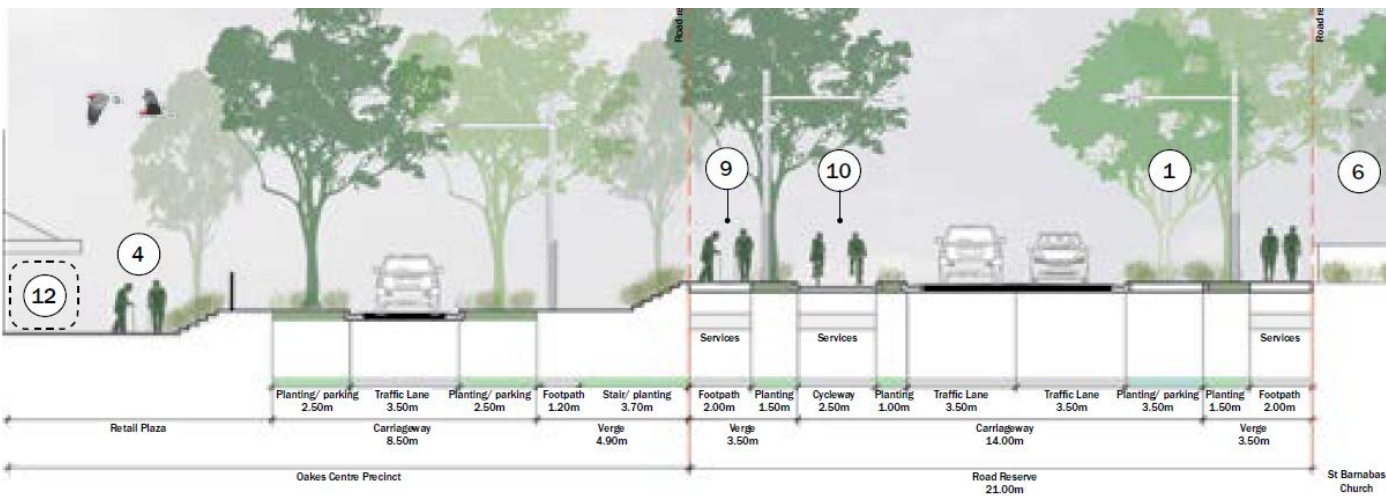 Road re
Road re
9
10
1
6
4
12
Services
Services
Services
Planting/ parking
2.50m
Traffic Lane
3.50m
Planting/ parking
2.50m
Footpath
1.20m
Stair/ planting
3.70m
Footpath
2.00m
Planting
1.50m
Cycleway
2.50m
Planting
1.00m
Traffic Lane
3.50m
Traffic Lane
3.50m
Planting/ parking
3.50m
Planting
1.50m
Footpath
2.00m
Retail Plaza
Carriageway
8.50m
Verge
4.90m
Verge
3.50m
Carriageway
14.00m
Verge
3.50m
Oakes Centre Precinct
Road Reserve
21.00m
St Barnabas
Church